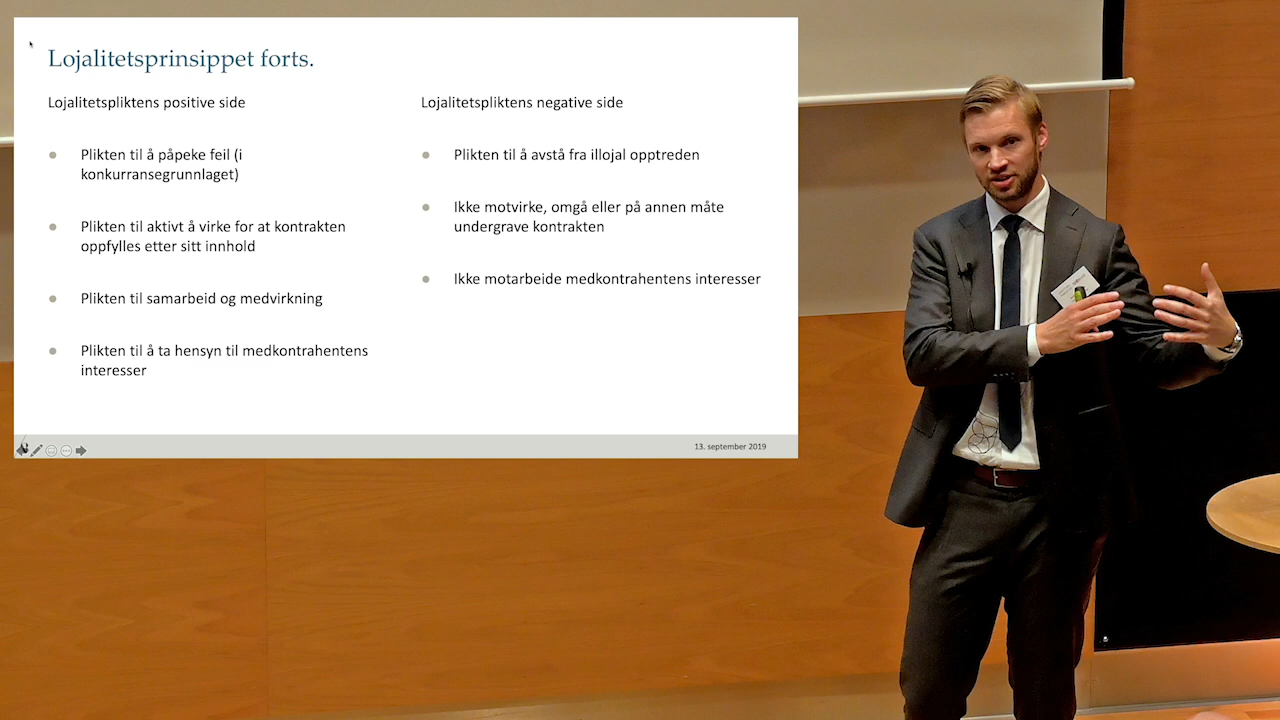 Lojalitetsprinsippet forts.
Lojalitetspliktens positive side
Plikten til å påpeke feil (i
konkurransegrunnlaget)
Plikten til aktivt å virke for at kontrakten
oppfylles etter sitt innhold
Plikten til samarbeid og medvirkning
Plikten til å ta hensyn til medkontrahentens
interesser
Lojalitetspliktens negative side
Plikten til å avstå fra illojal opptreden
Ikke motvirke, omgå eller på annen måte
undergrave kontrakten
Ikke motarbeide medkontrahentens interesser
13. september 2019